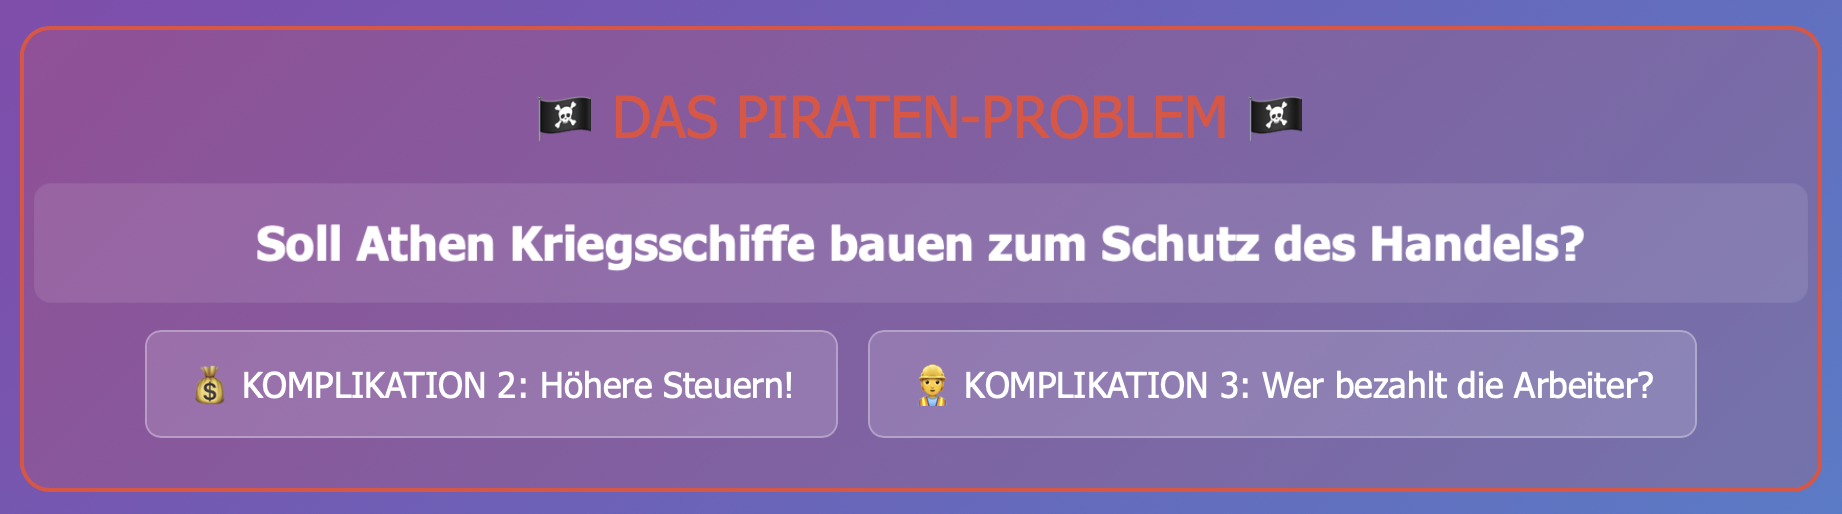 🏴‍☠️ DAS PIRATEN-PROBLEM 🏴‍☠️
Soll Athen Kriegsschiffe bauen zum Schutz des Handels?
💰 KOMPLIKATION 2: Höhere Steuern!
👷 KOMPLIKATION 3: Wer bezahlt die Arbeiter?